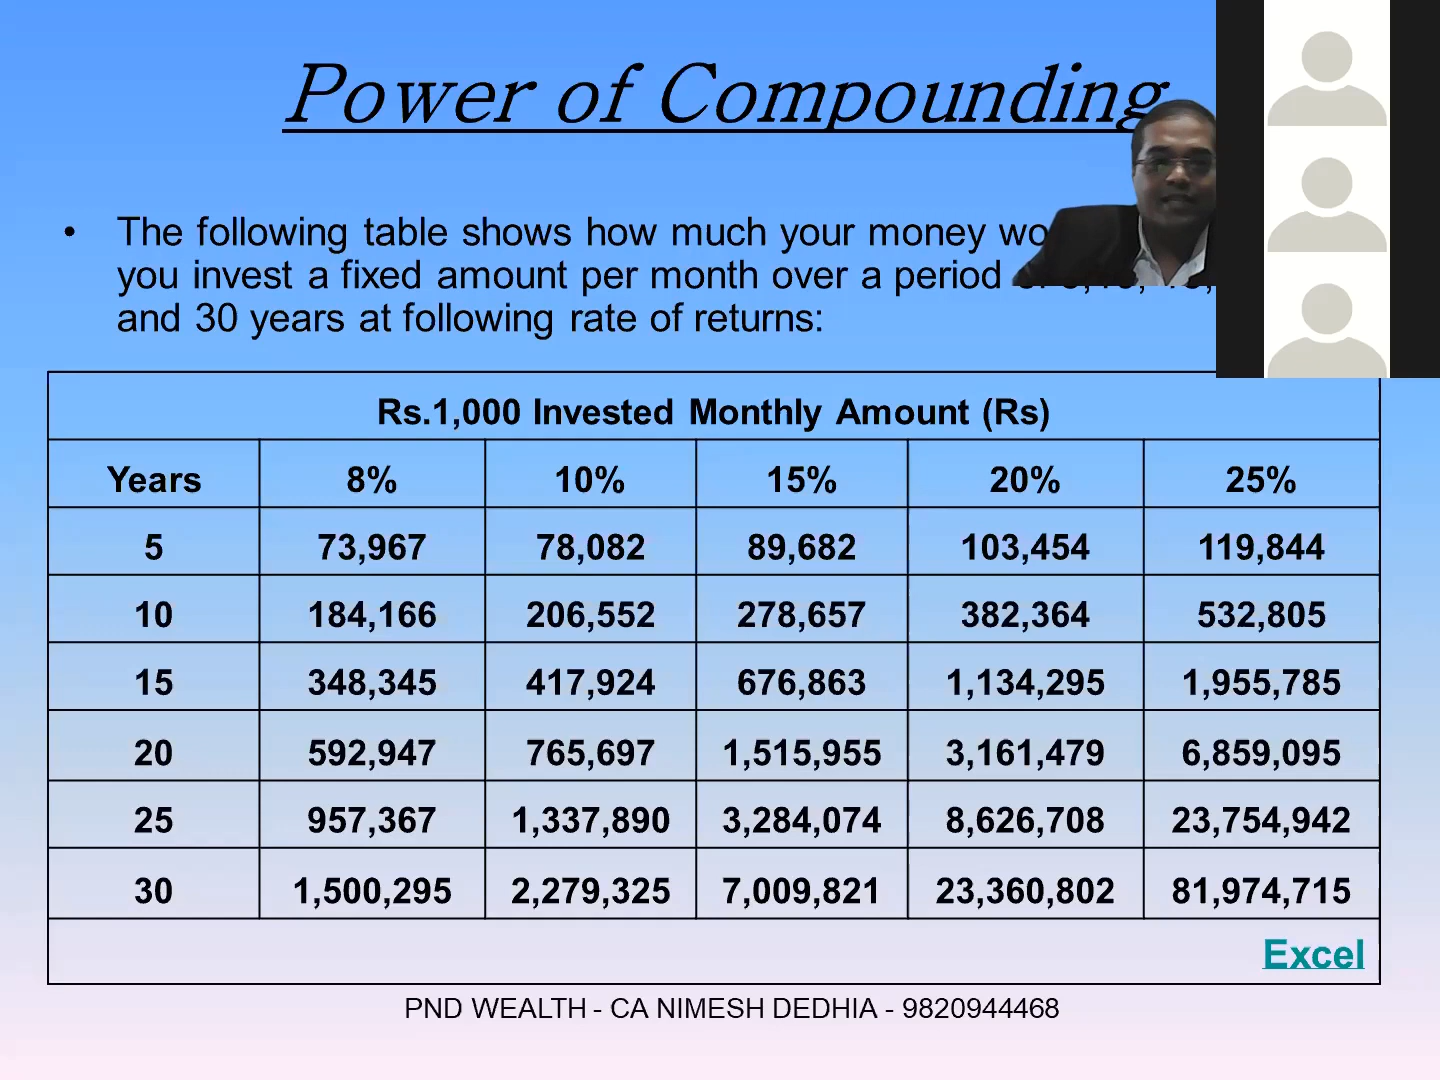 Power of Compounding
• The following table shows how much your money
you invest a fixed amount per month over a period
and 30 years at following rate of returns:
Rs.1,000 Invested Monthly Amount (Rs)
Years 8% 10% 15% 20% 25%
5 73,967 78,082 89,682 103,454 119,844
10 184,166 206,552 278,657 382,364 532,805
15 348,345 417,924 676,863 1,134,295 1,955,785
20 592,947 765,697 1,515,955 3,161,479 6,859,095
25 957,367 1,337,890 3,284,074 8,626,708 23,754,942
30 1,500,295 2,279,325 7,009,821 23,360,802 81,974,715
Excel
PND WEALTH - CA NIMESH DEDHIA - 9820944468